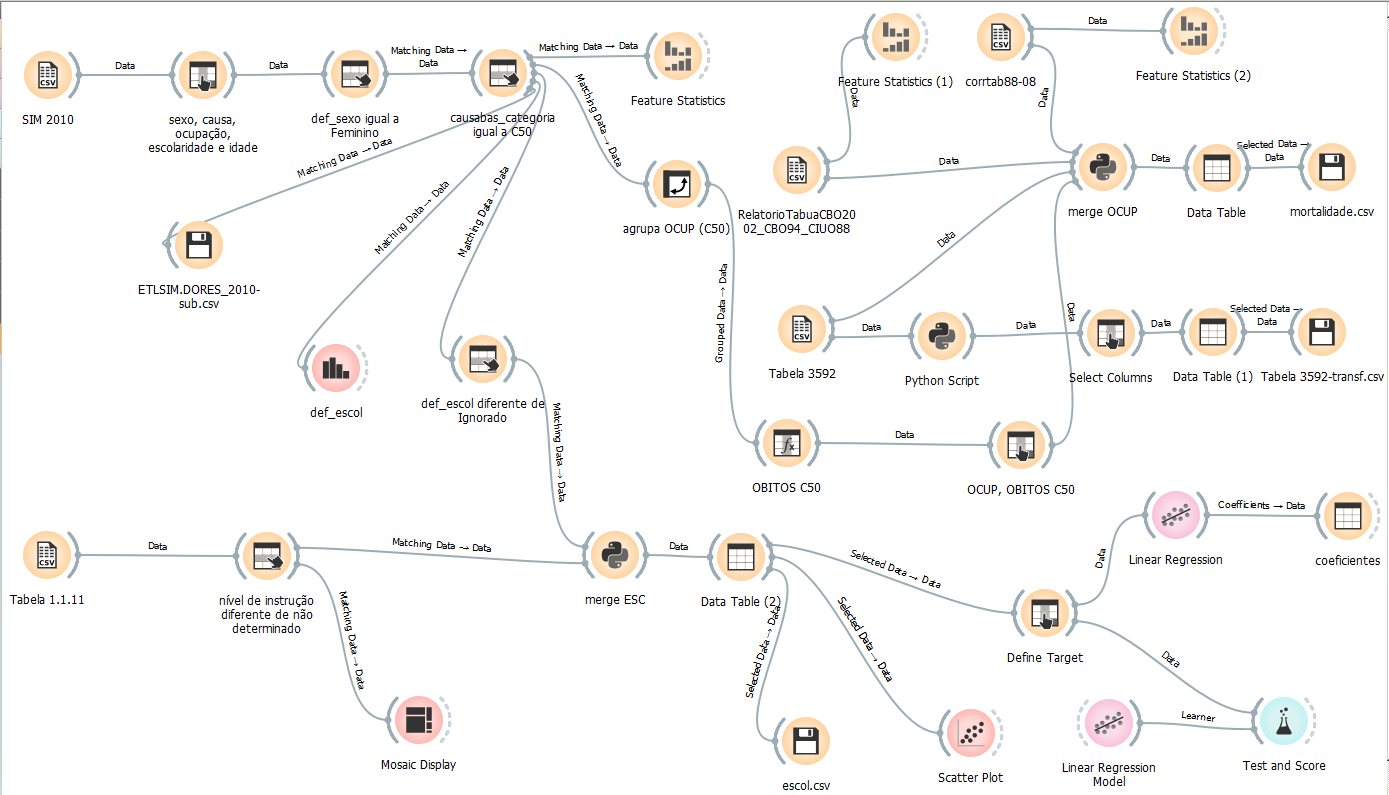 Data
Data
Matching Data → Data
Matching Data → Data
Data
SIM 2010
sexo, causa,
ocupação,
escolaridade e idade
def_sexo igual a
Feminino
causabas_categoria
igual a C50
Feature Statistics
Feature Statistics (1)
corrtab88-08
Feature Statistics (2)
Matching Data → Data
Matching Data → Data
Matching Data → Data
Matching Data → Data
Data
Data
Data
Data
Selected Data →
Data
ETLSIM.DORES_2010-
sub.csv
agrupa OCUP (C50)
RelatorioTabuaCBO20
02_CBO94_CIUO88
merge OCUP
Data Table
mortalidade.csv
Data
Grouped Data → Data
Data
Data
Data
Data
Selected Data →
Data
def_escol
def_escol diferente de
Ignorado
Tabela 3592
Python Script
Select Columns
Data Table (1)
Tabela 3592-transf.csv
Matching Data → Data
Data
OBITOS C50
OCUP, OBITOS C50
Data
Matching Data → Data
Data
Selected Data → Data
Data
Coefficients → Data
Linear Regression
coeficientes
Tabela 1.1.11
nível de instrução
diferente de não
determinado
merge ESC
Data Table (2)
Define Target
Matching Data → Data
Selected Data → Data
Selected Data → Data
Data
Learner
Mosaic Display
escol.csv
Scatter Plot
Linear Regression
Model
Test and Score
CSV
CSV
CSV
CSV
CSV
fx